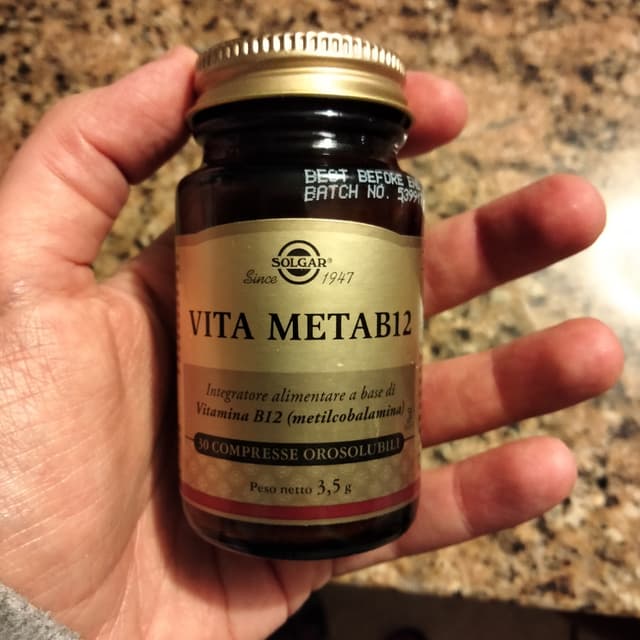 BEST BEFORE
BATCH NO.
SOLGAR®
Since 1947
VITA METAB12
Integratore alimentare a base di
Vitamina B12 (metilcobalamina)
30 COMPRESSE OROSOLUBILI
Peso netto 3,5 g